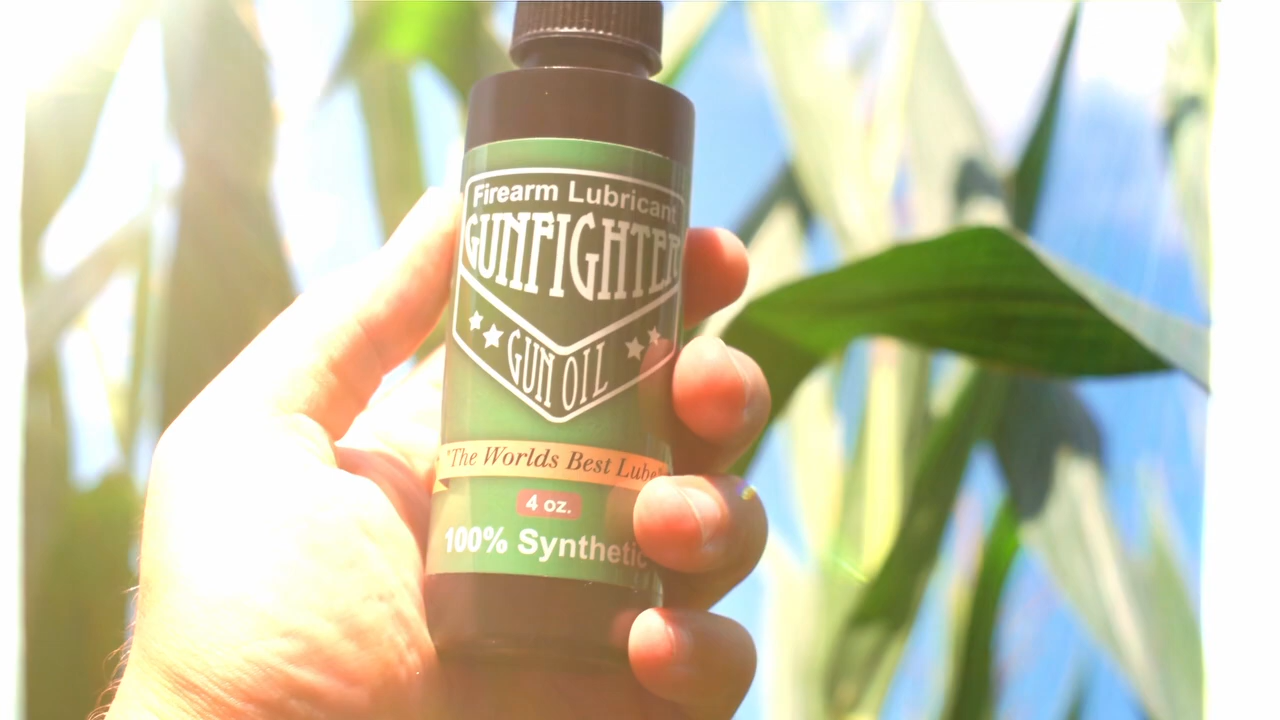 Firearm Lubricant
GUNFIGHTER
GUN OIL
"The Worlds Best Lube"
4 oz.
100% Synthetic